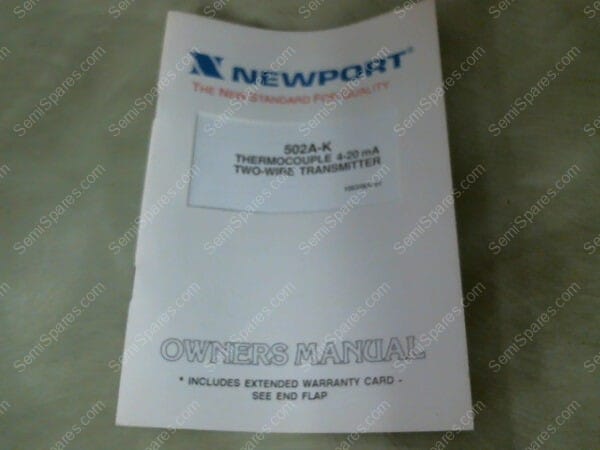 NEWPORT®
THE NEW STANDARD FOR QUALITY
502A-K
THERMOCOUPLE 4-20 mA
TWO-WIRE TRANSMITTER
OWNERS MANUAL
* INCLUDES EXTENDED WARRANTY CARD -
SEE END FLAP
SemiSpares.com